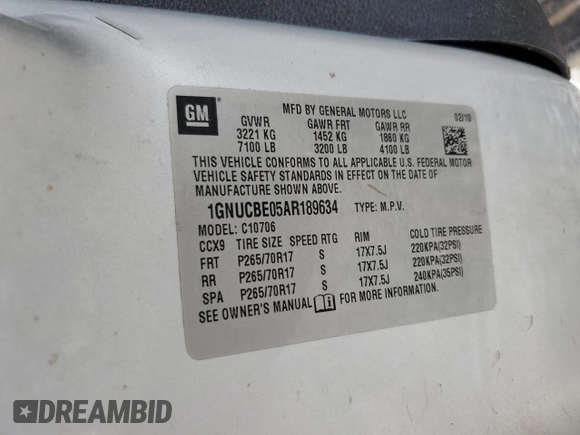 GM
MFD BY GENERAL MOTORS LLC 02/10
GVWR GAWR FRT GAWR RR
3221 KG 1452 KG 1860 KG
7100 LB 3200 LB 4100 LB
THIS VEHICLE CONFORMS TO ALL APPLICABLE U.S. FEDERAL MOTOR
VEHICLE SAFETY STANDARDS IN EFFECT ON THE DATE OF
MANUFACTURE SHOWN ABOVE.
1GNUCBE05AR189634 TYPE: M.P.V.
MODEL: C10706
CCX9 TIRE SIZE SPEED RTG RIM COLD TIRE PRESSURE
FRT P265/70R17 S 17X7.5J 220KPA(32PSI)
RR P265/70R17 S 17X7.5J 220KPA(32PSI)
SPA P265/70R17 S 17X7.5J 240KPA(35PSI)
SEE OWNER'S MANUAL FOR MORE INFORMATION.
DREAMBID